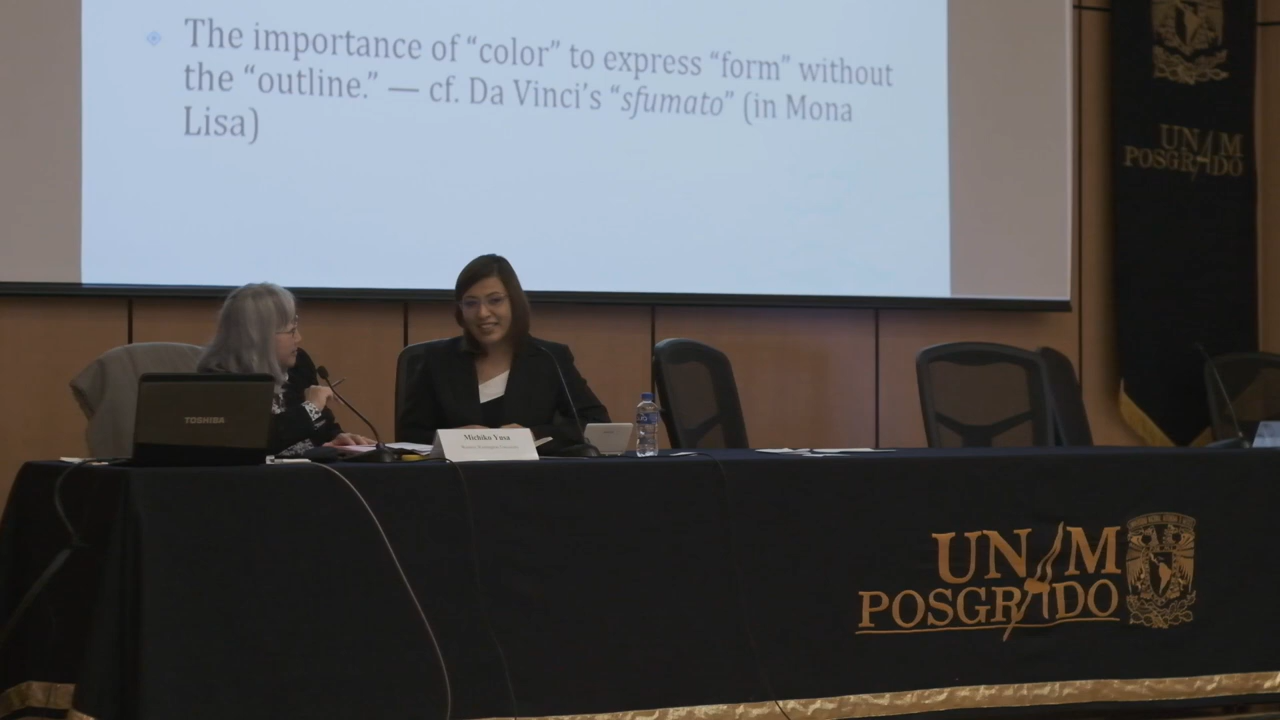 The importance of “color” to express “form” without
the “outline.” — cf. Da Vinci’s “sfumato” (in Mona
Lisa)
UNAM
POSGRADO
TOSHIBA
Michiko Yusa
UNAM
POSGRADO